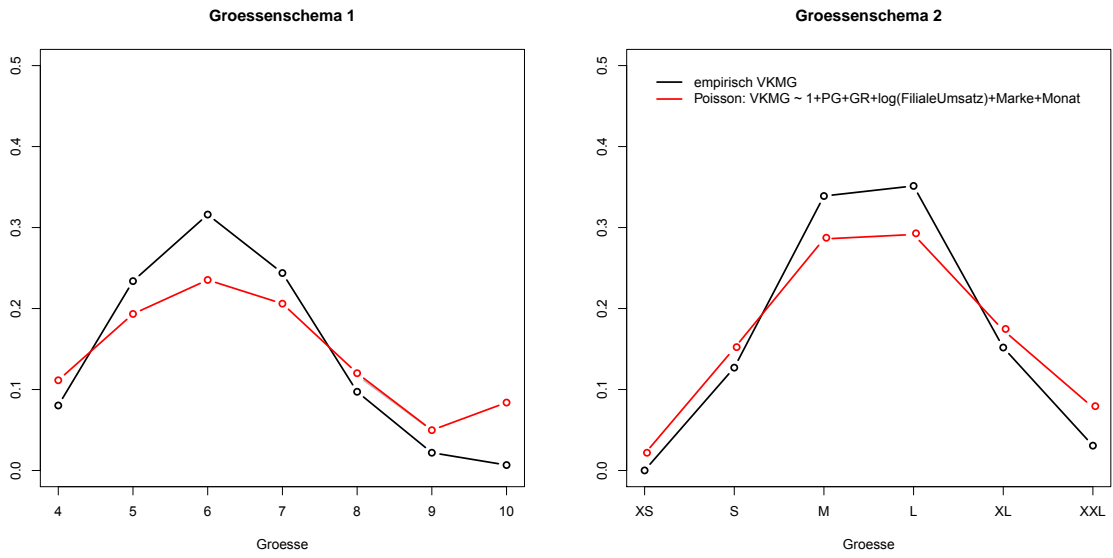 Groessenschema 1
0.5
0.4
0.3
0.2
0.1
0.0
4 5 6 7 8 9 10
Groesse
Groessenschema 2
empirisch VKMG
Poisson: VKMG ~ 1+PG+GR+log(FilialeUmsatz)+Marke+Monat
0.5
0.4
0.3
0.2
0.1
0.0
XS S M L XL XXL
Groesse